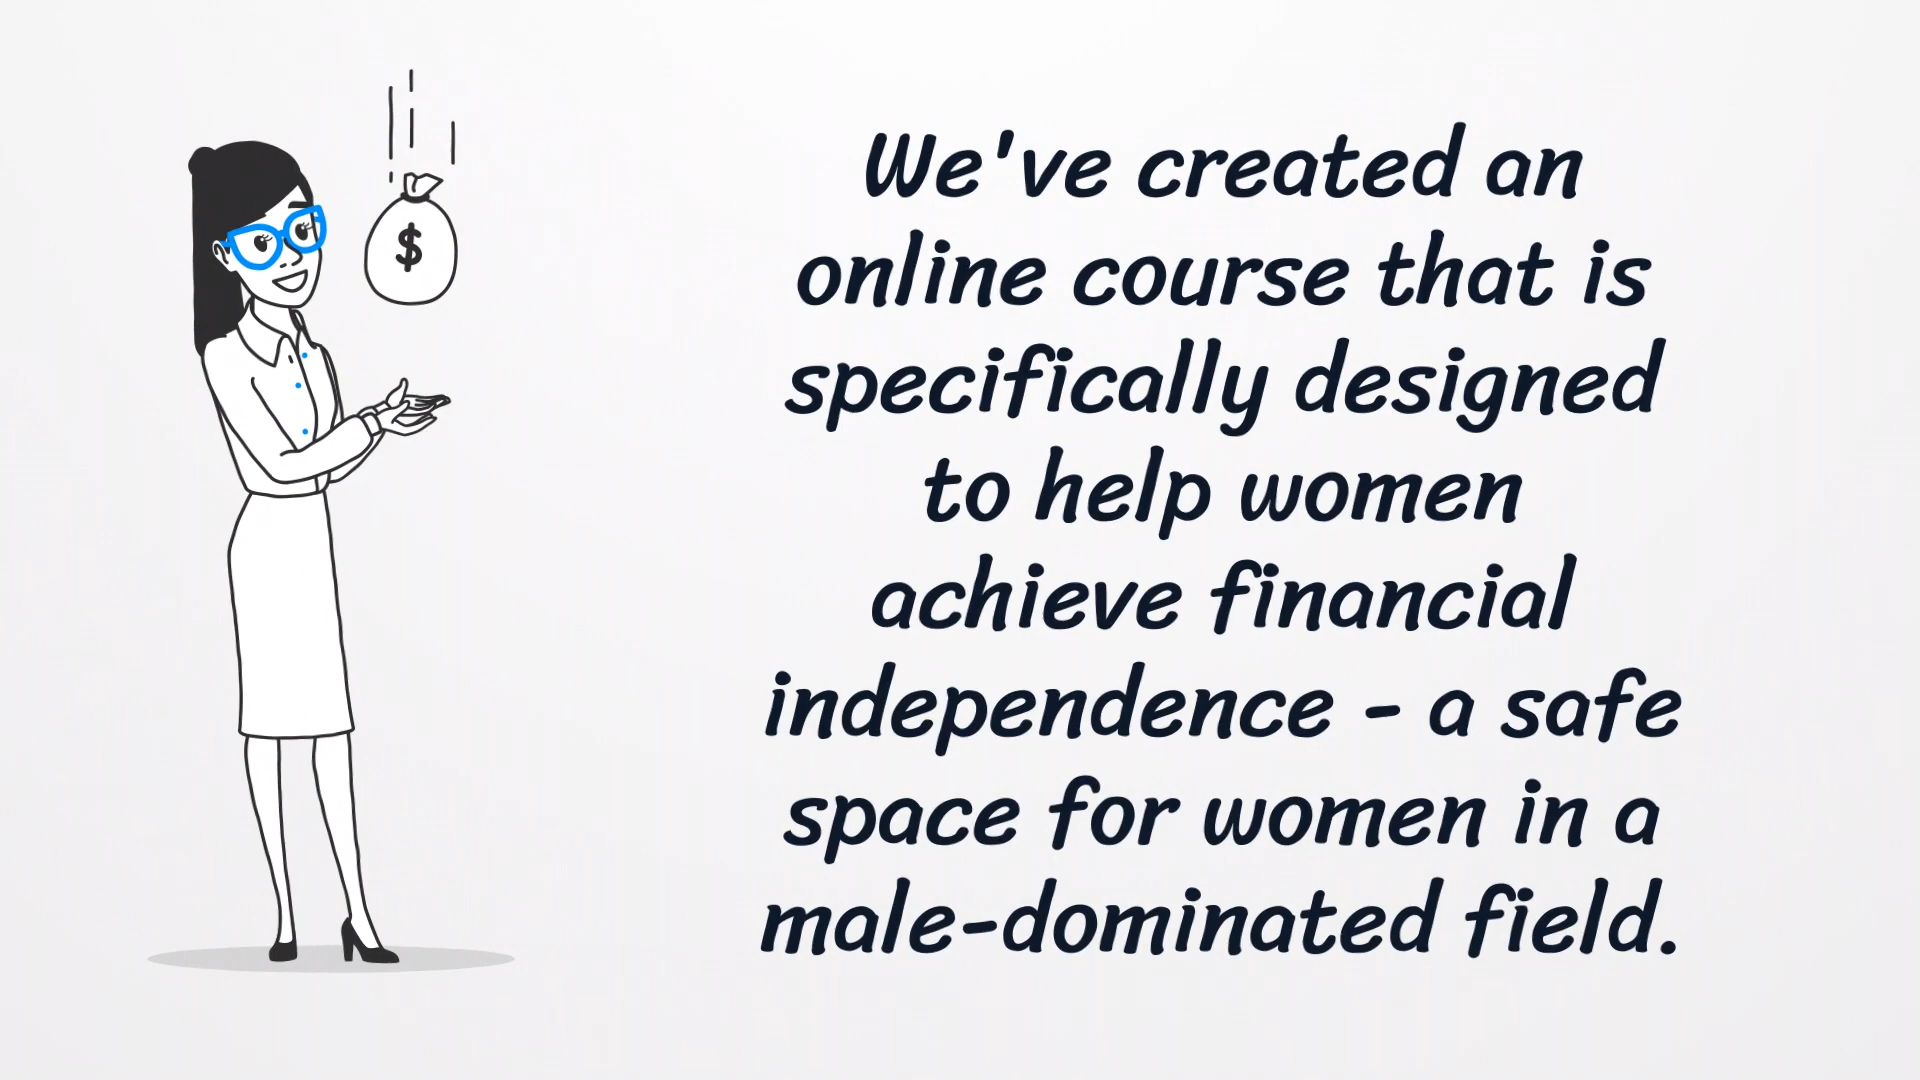 $
We've created an
online course that is
specifically designed
to help women
achieve financial
independence - a safe
space for women in a
male-dominated field.